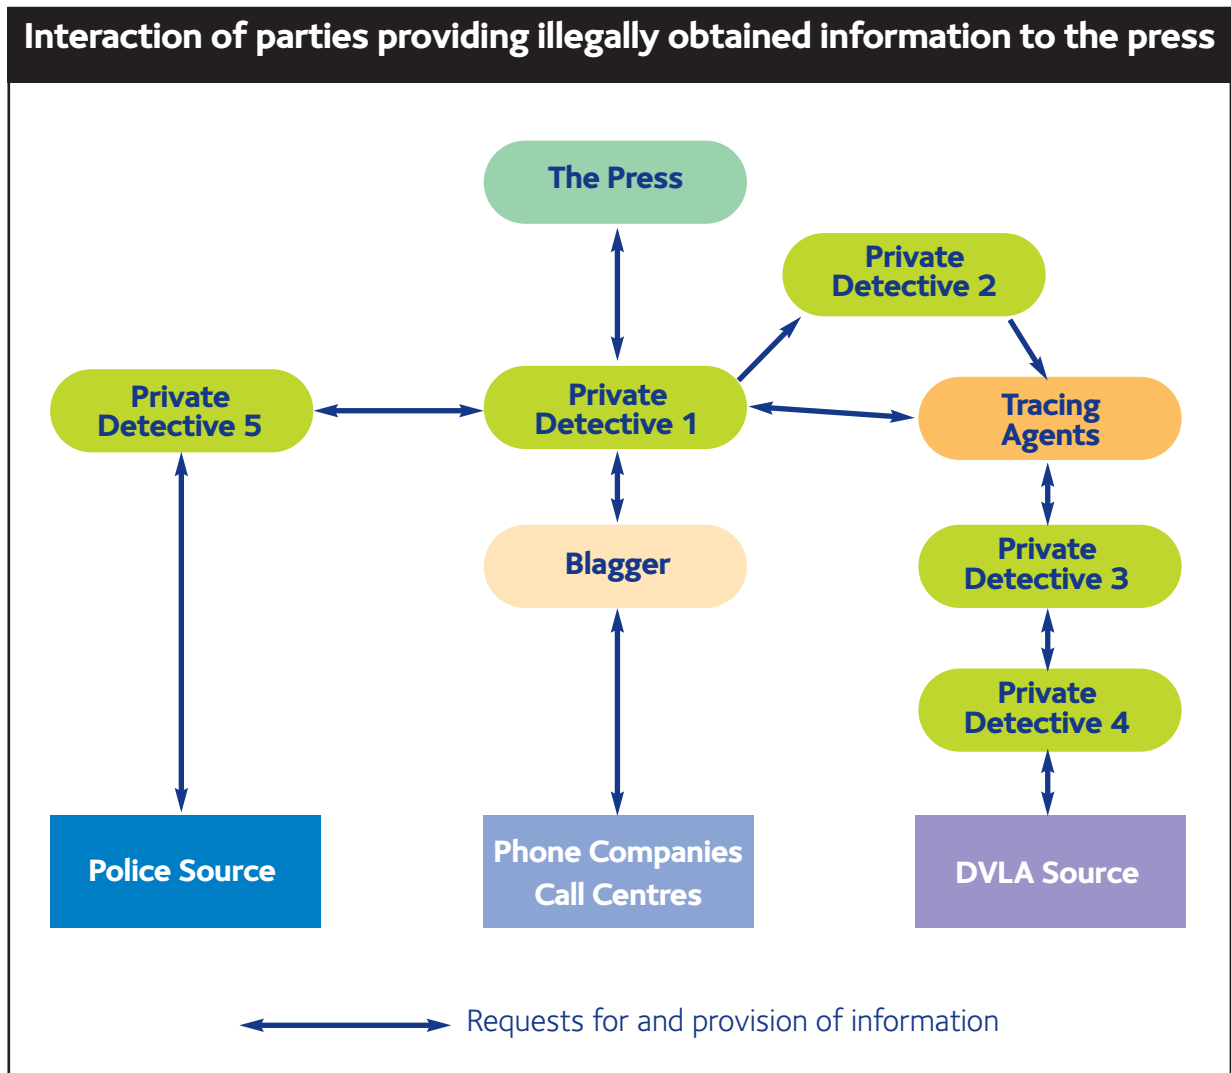 Interaction of parties providing illegally obtained information to the press
The Press
Private
Detective 2
Private
Detective 5
Private
Detective 1
Tracing
Agents
Blagger
Private
Detective 3
Private
Detective 4
Police Source
Phone Companies
Call Centres
DVLA Source
Requests for and provision of information